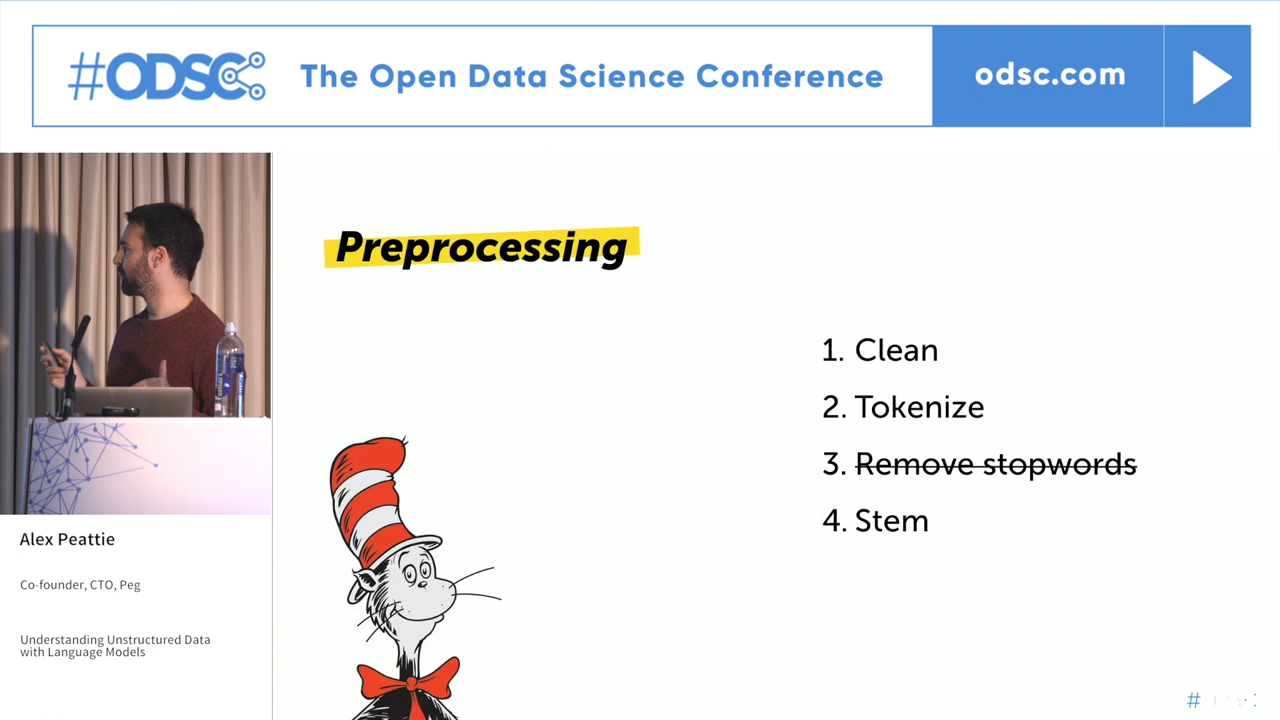 #ODSC
The Open Data Science Conference
odsc.com
Preprocessing
1. Clean
2. Tokenize
3. Remove stopwords
4. Stem
Alex Peattie
Co-founder, CTO, Peg
Understanding Unstructured Data
with Language Models
#